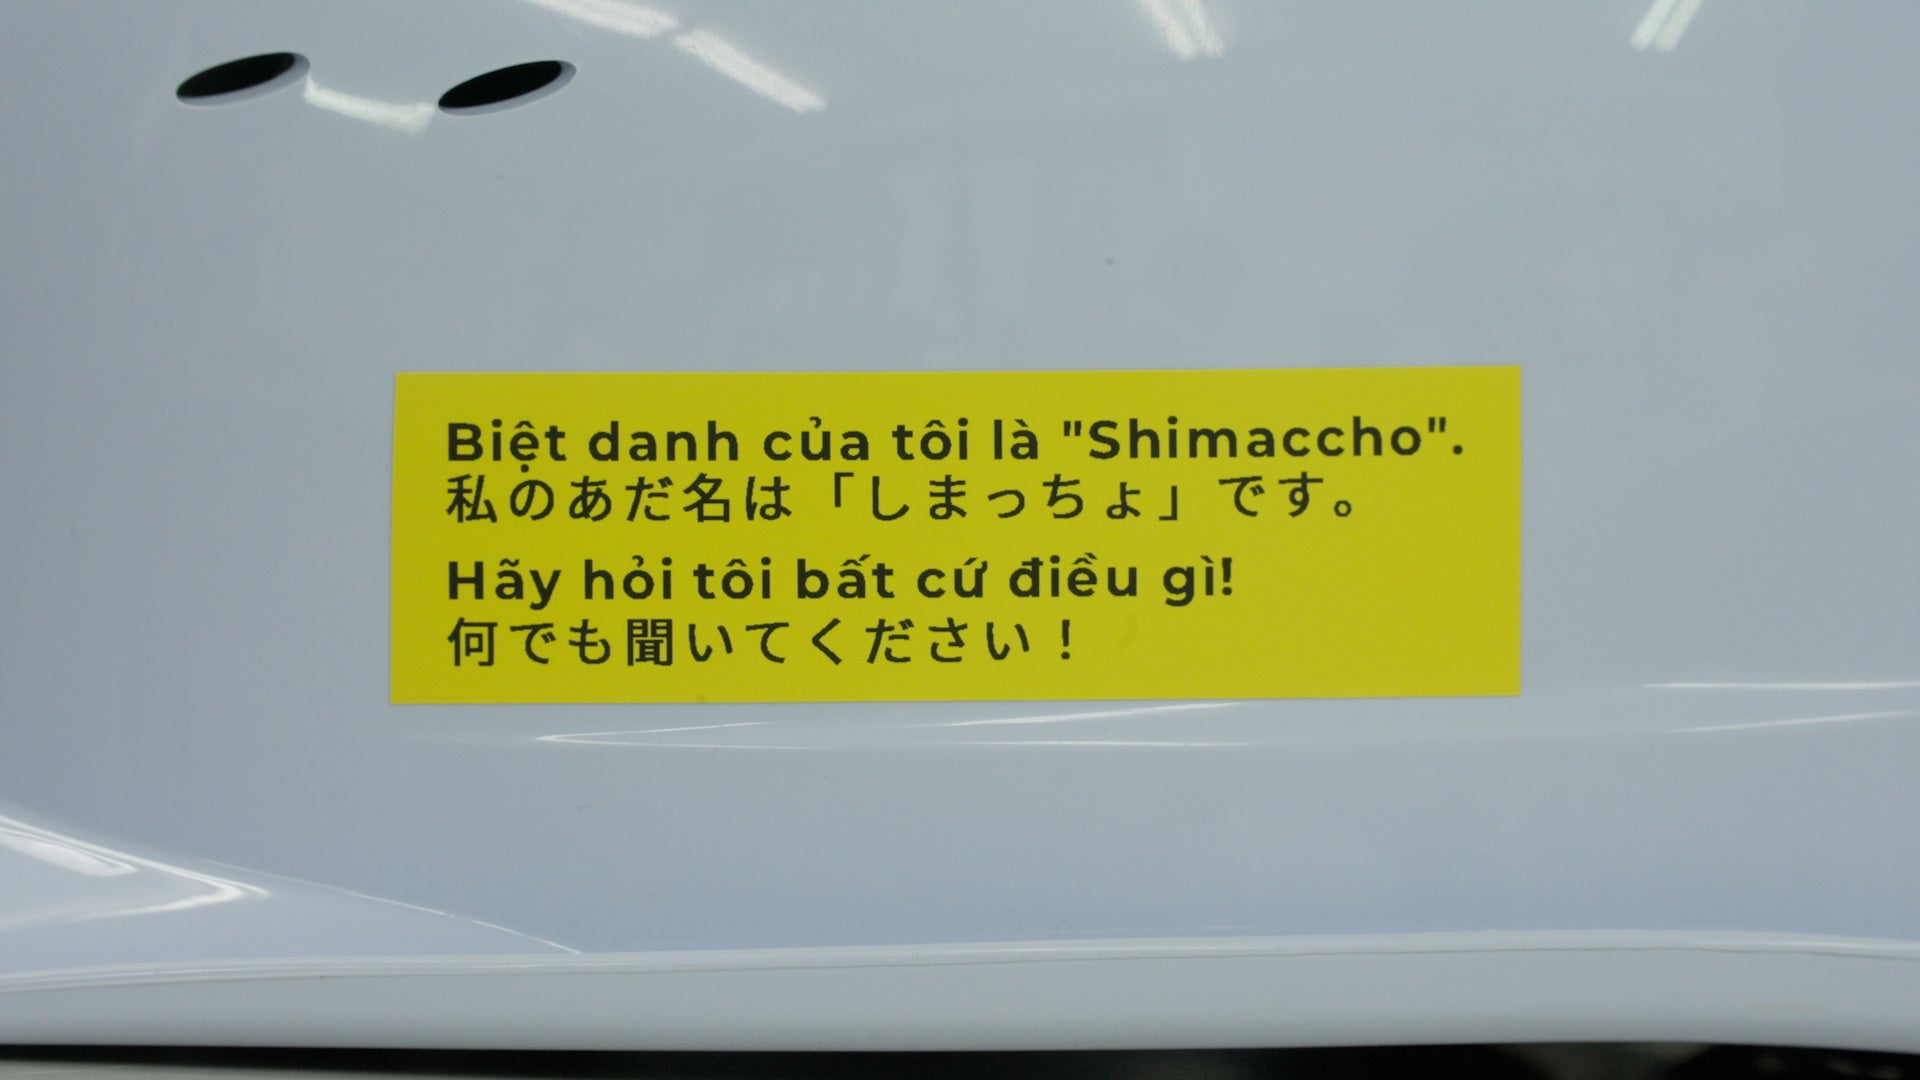 Biệt danh của tôi là "Shimaccho".
私のあだ名は「しまっちょ」です。
Hãy hỏi tôi bất cứ điều gì!
何でも聞いてください！